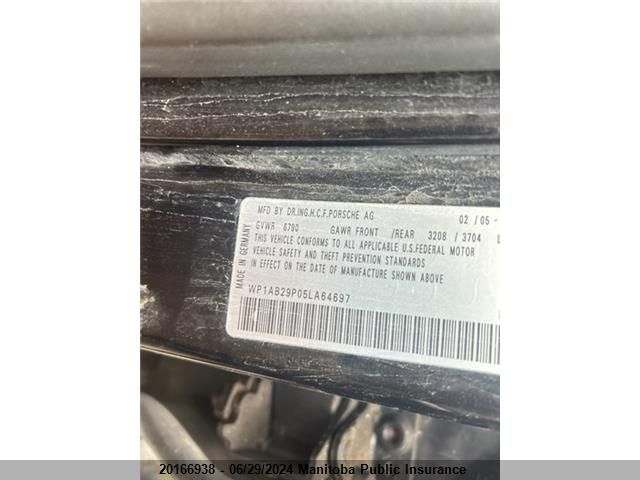 MFD BY DR.ING.H.C.F.PORSCHE AG 02 /05
GVWR 6790 GAWR FRONT /REAR 3208 / 3704
THIS VEHICLE CONFORMS TO ALL APPLICABLE U.S.FEDERAL MOTOR
VEHICLE SAFETY AND THEFT PREVENTION STANDARDS
IN EFFECT ON THE DATE OF MANUFACTURE SHOWN ABOVE
MADE IN GERMANY
WP1AB29P05LA64697
20166938 - 06/29/2024 Manitoba Public Insurance